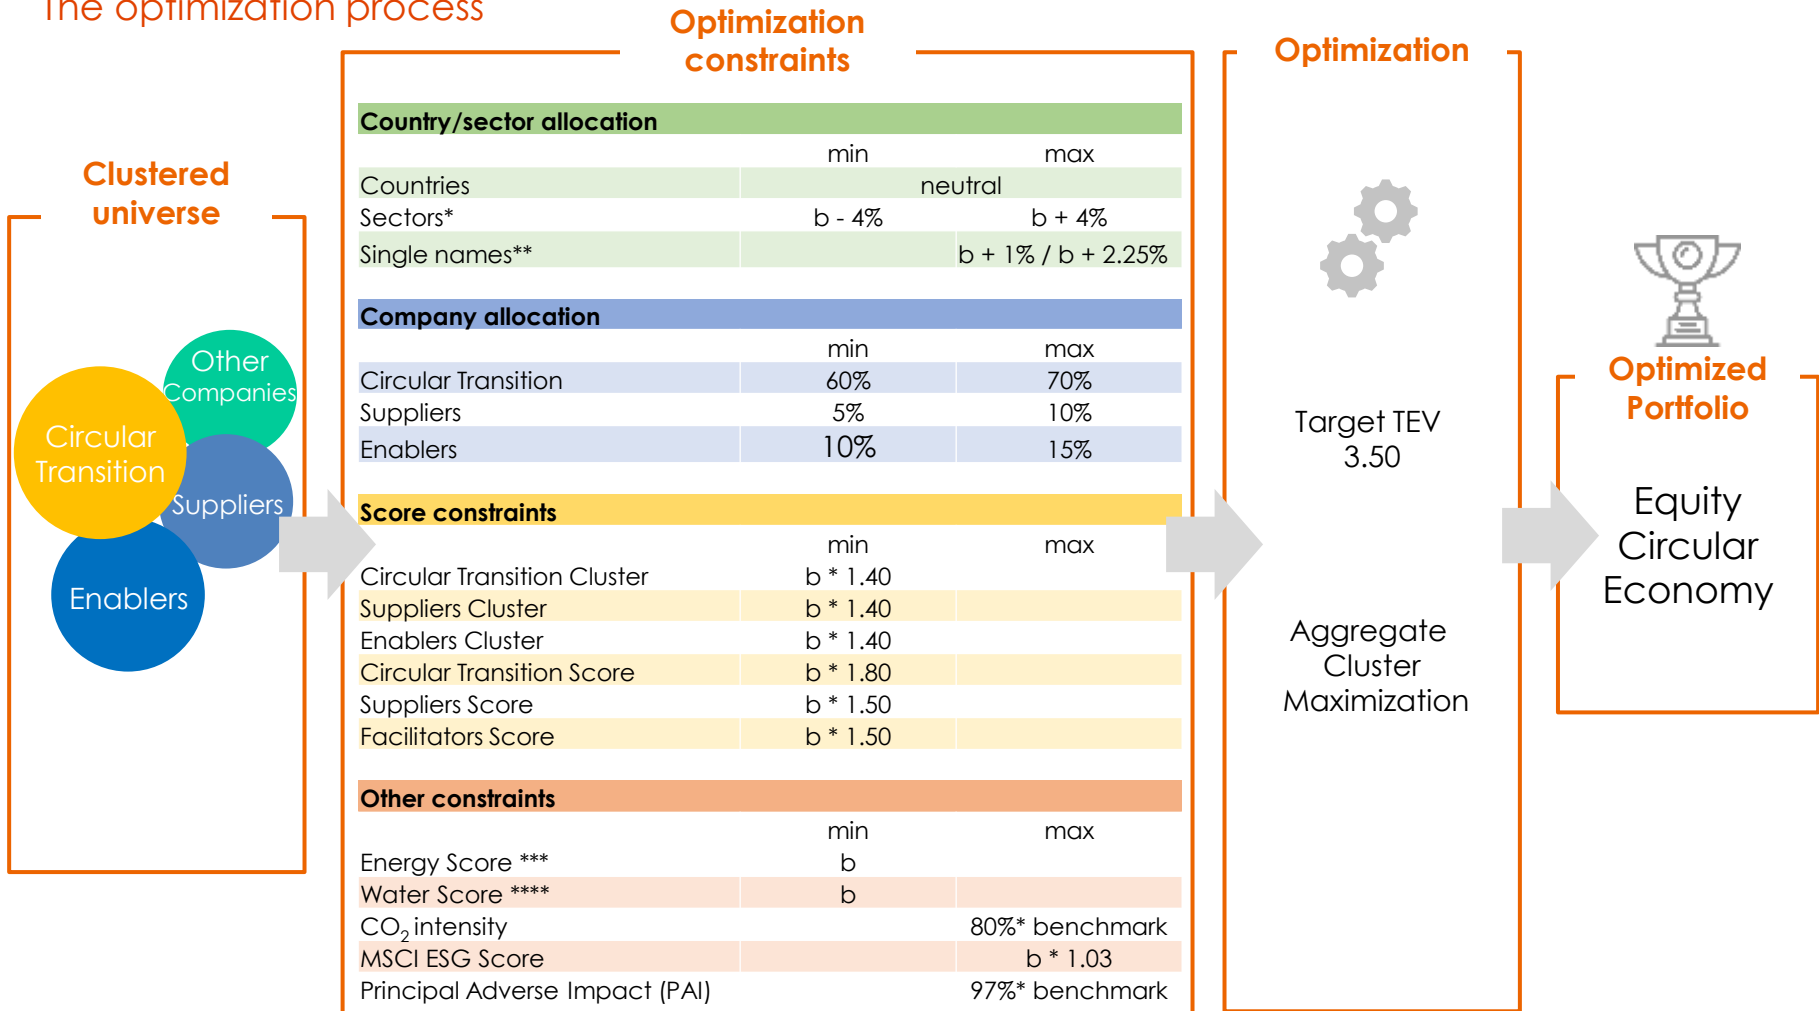 The optimization process
Clustered
universe
Other
Companies
Circular
Transition
Suppliers
Enablers
Optimization
constraints
Country/sector allocation
min max
Countries neutral
Sectors* b - 4% b + 4%
Single names** b + 1% / b + 2.25%
Company allocation
min max
Circular Transition 60% 70%
Suppliers 5% 10%
Enablers 10% 15%
Score constraints
min max
Circular Transition Cluster b * 1.40
Suppliers Cluster b * 1.40
Enablers Cluster b * 1.40
Circular Transition Score b * 1.80
Suppliers Score b * 1.50
Facilitators Score b * 1.50
Other constraints
min max
Energy Score *** b
Water Score **** b
CO₂ intensity 80%* benchmark
MSCI ESG Score b * 1.03
Principal Adverse Impact (PAI) 97%* benchmark
Optimization
Target TEV
3.50
Aggregate
Cluster
Maximization
Optimized
Portfolio
Equity
Circular
Economy